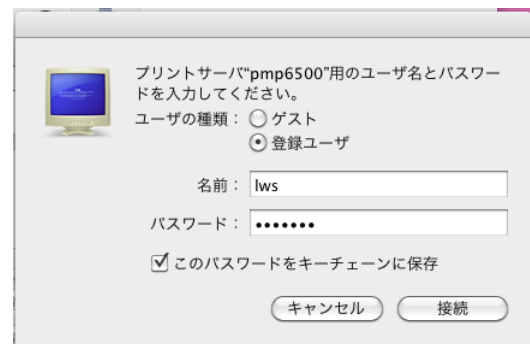 プリントサーバ“pmp6500”用のユーザ名とパスワー
ドを入力してください。
ユーザの種類： ゲスト
登録ユーザ
名前： lws
パスワード： •••••••
このパスワードをキーチェーンに保存
キャンセル 接続